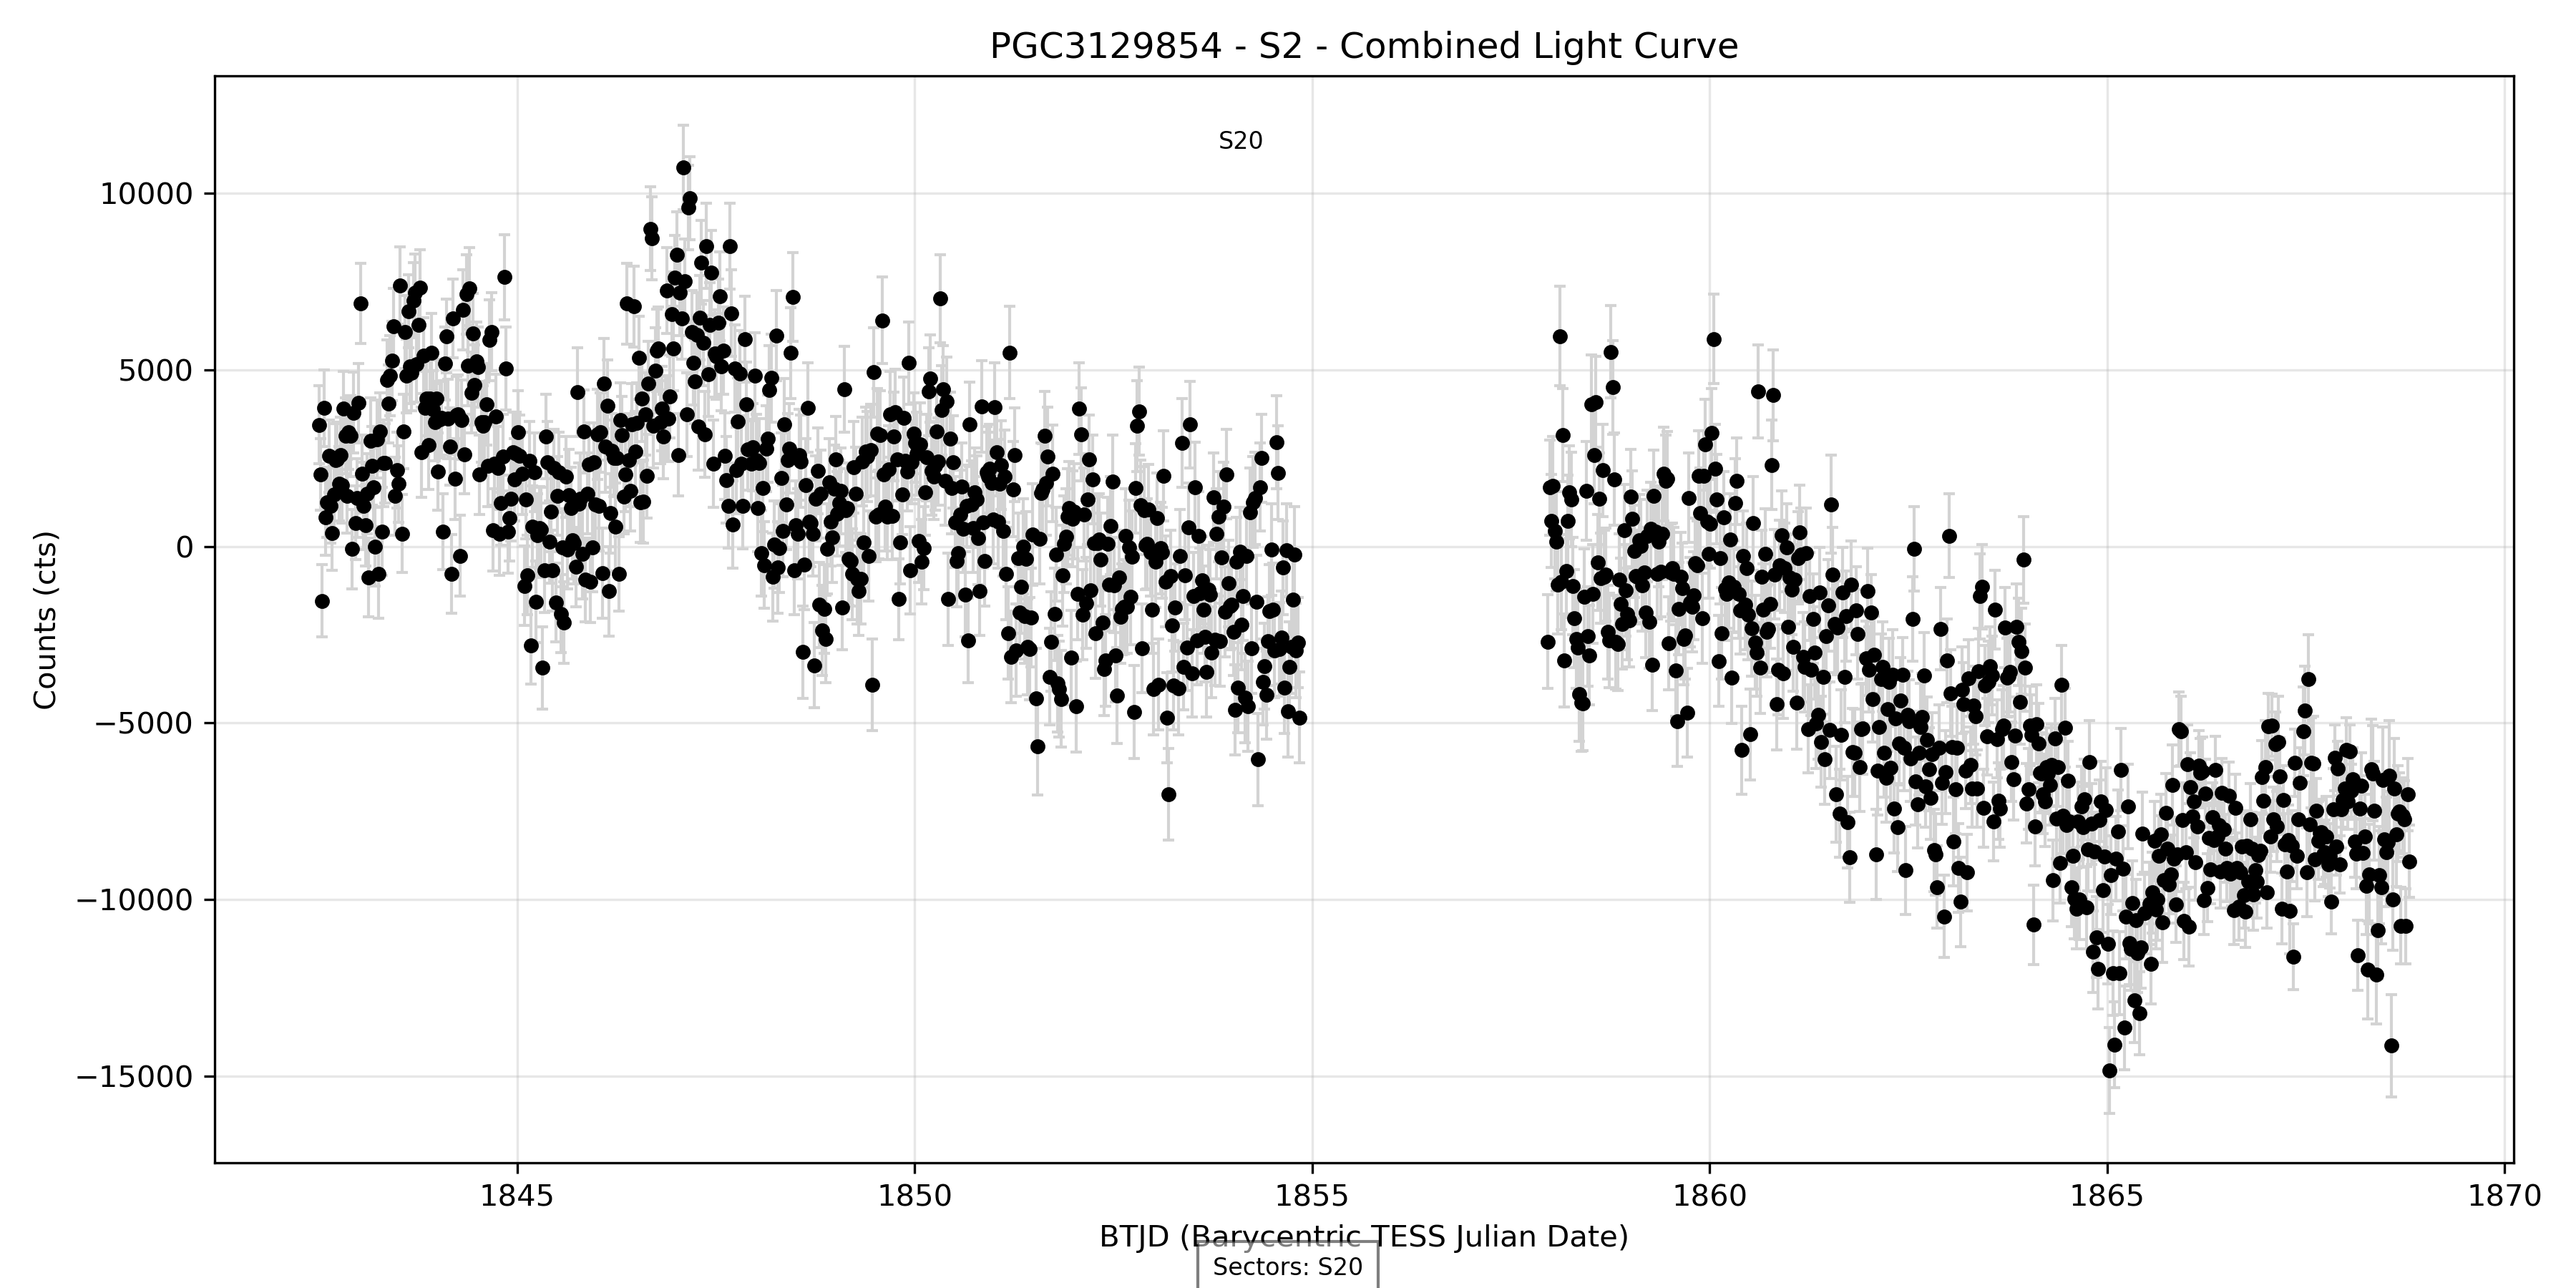 PGC3129854 - S2 - Combined Light Curve
S20
10000
5000
0
−5000
−10000
−15000
Counts (cts)
1845
1850
1855
1860
1865
1870
BTJD (Barycentric TESS Julian Date)
Sectors: S20